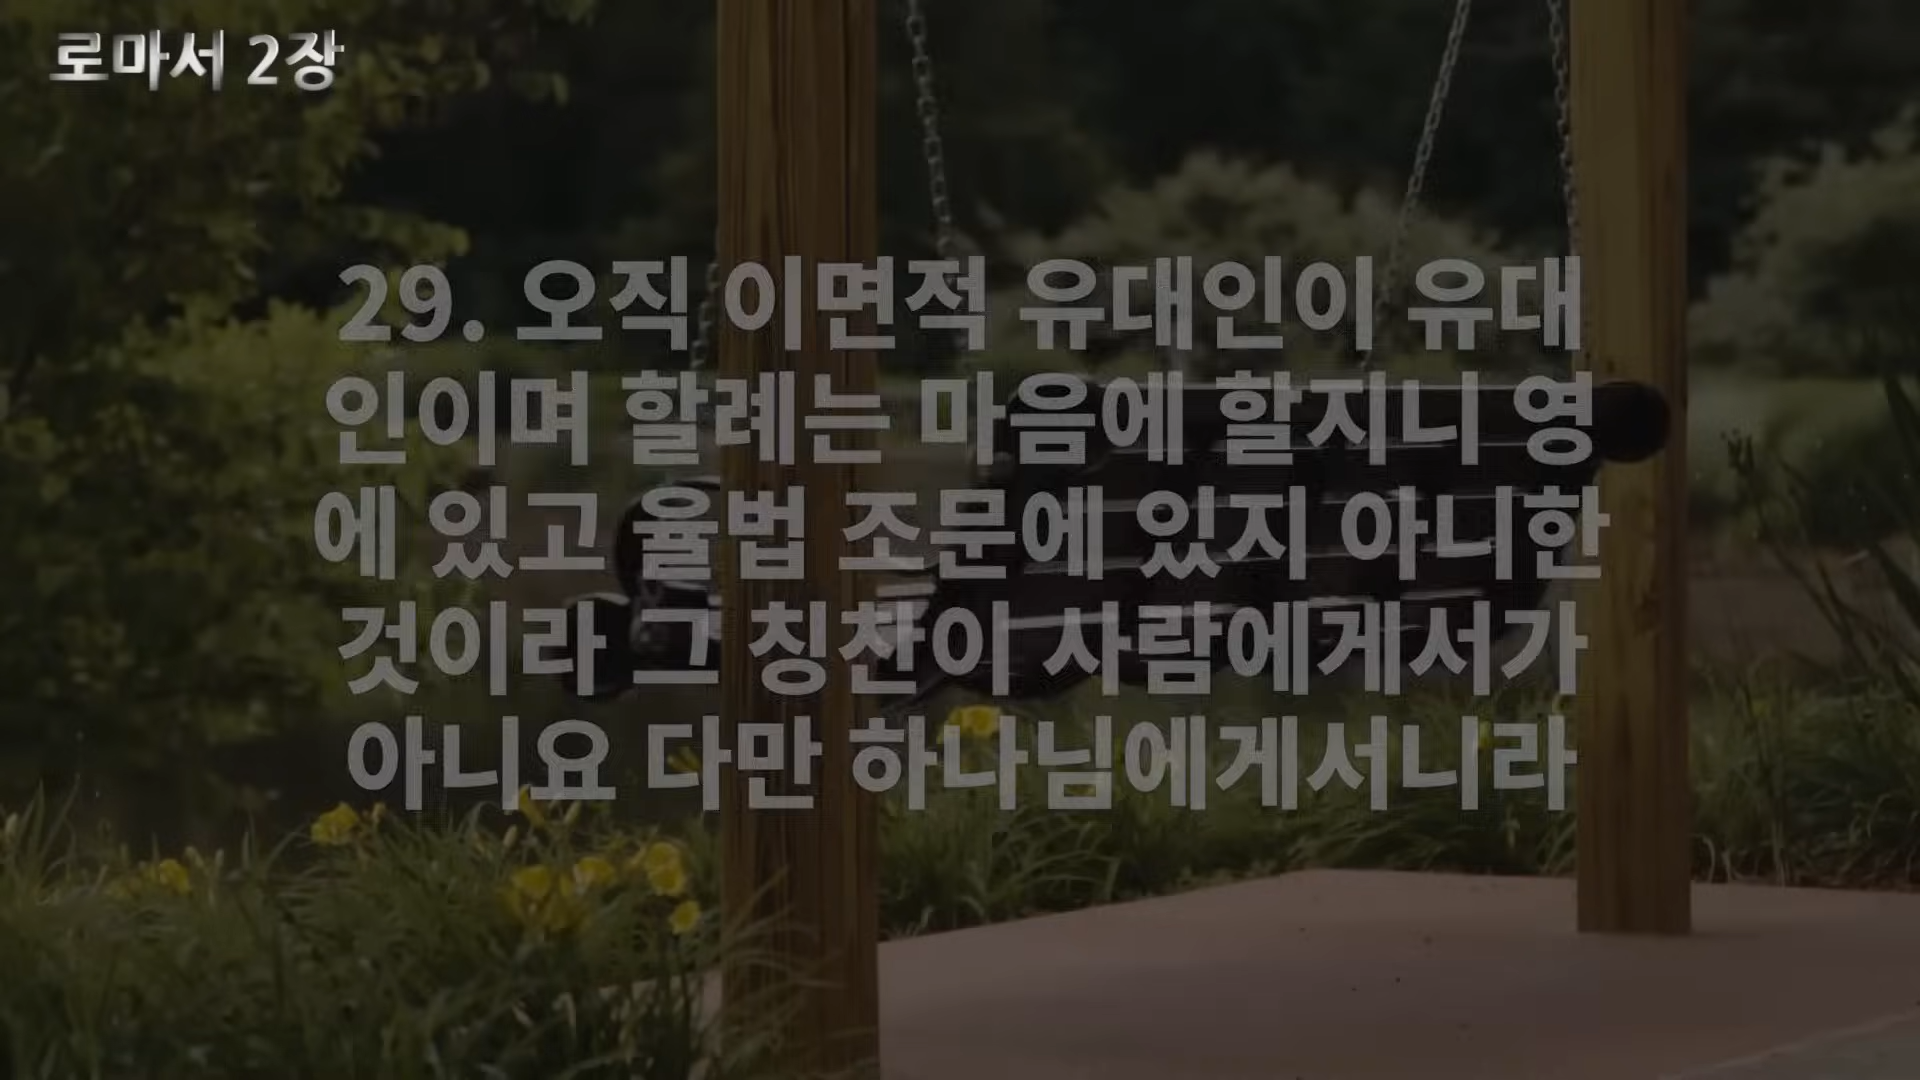 로마서 2장
29. 오직 이면적 유대인이 유대
인이며 할례는 마음에 할지니 영
에 있고 율법 조문에 있지 아니한
것이라 그 칭찬이 사람에게서가
아니요 다만 하나님에게서니라